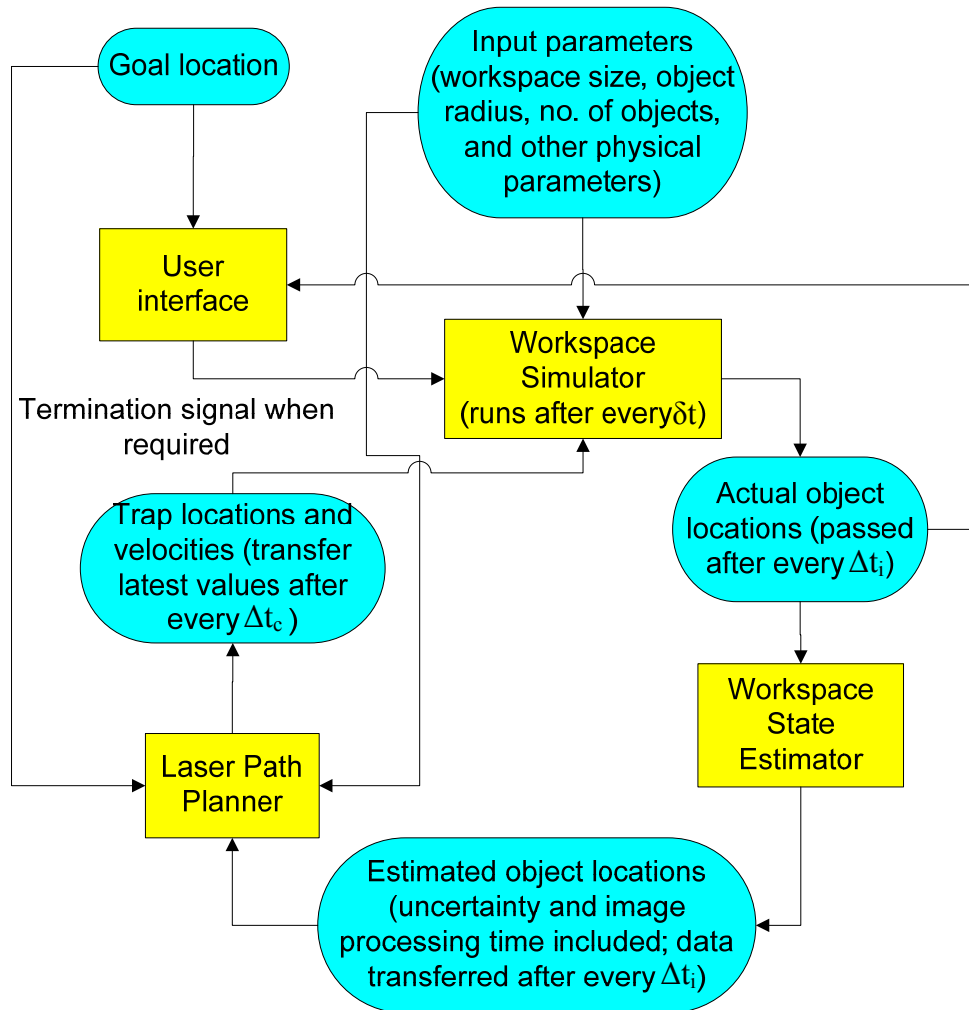 Goal location
Input parameters
(workspace size, object
radius, no. of objects,
and other physical
parameters)
User
interface
Workspace
Simulator
(runs after every δt)
Termination signal when
required
Trap locations and
velocities (transfer
latest values after
every Δtc )
Actual object
locations (passed
after every Δti)
Workspace
State
Estimator
Laser Path
Planner
Estimated object locations
(uncertainty and image
processing time included; data
transferred after every Δti)